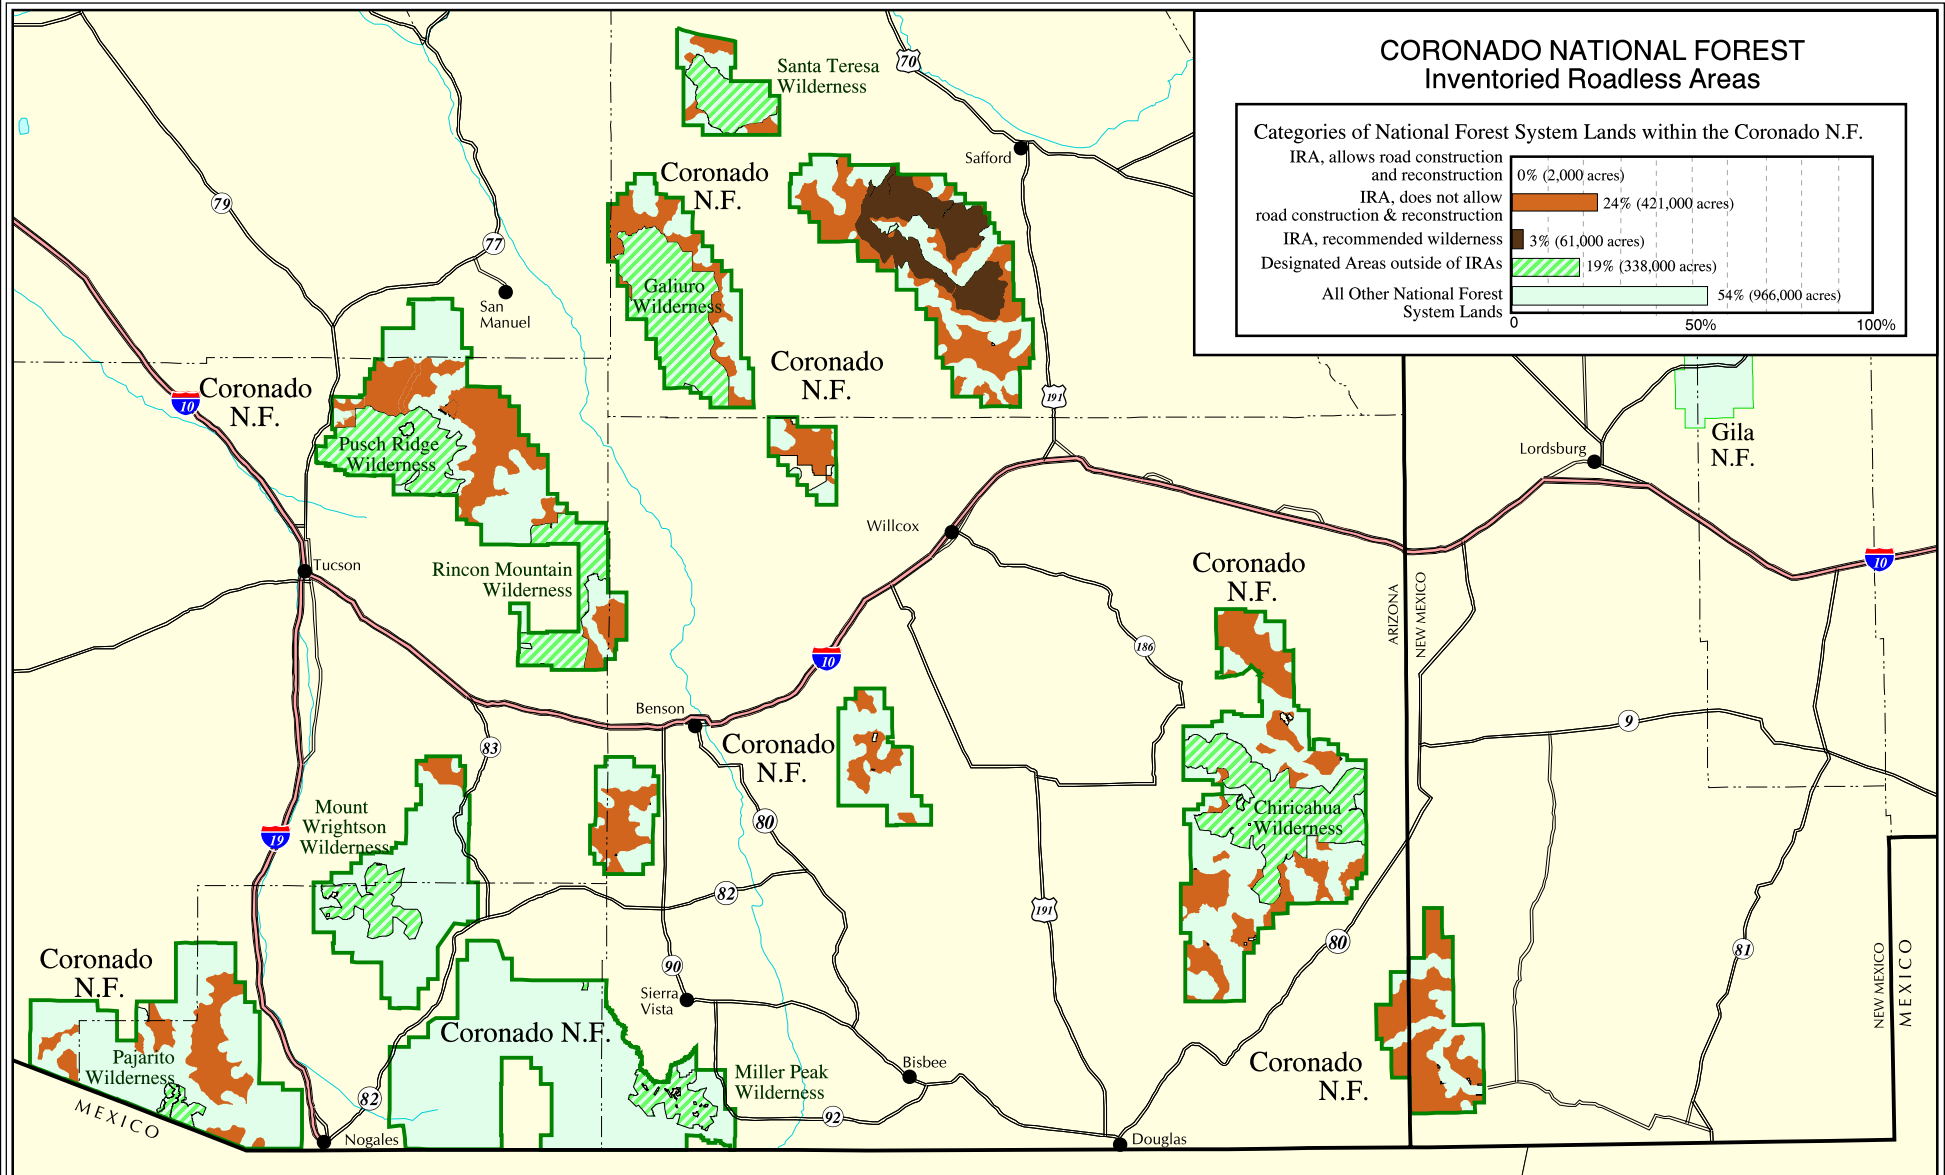 CORONADO NATIONAL FOREST
Inventoried Roadless Areas
Categories of National Forest System Lands within the Coronado N.F.
IRA, allows road construction
and reconstruction
0% (2,000 acres)
IRA, does not allow
road construction & reconstruction
24% (421,000 acres)
IRA, recommended wilderness
3% (61,000 acres)
Designated Areas outside of IRAs
19% (338,000 acres)
All Other National Forest
System Lands
54% (966,000 acres)
0 50% 100%
70
Santa Teresa
Wilderness
Safford
Coronado
N.F.
79
77
San
Manuel
Galiuro
Wilderness
Coronado
N.F.
191
10
Coronado
N.F.
Pusch Ridge
Wilderness
Gila
N.F.
Lordsburg
Willcox
Tucson
Rincon Mountain
Wilderness
Coronado
N.F.
10
ARIZONA
NEW MEXICO
186
10
Benson
9
83
Coronado
N.F.
Mount
Wrightson
Wilderness
19
80
Chiricahua
Wilderness
82
191
80
81
NEW MEXICO
MEXICO
Coronado
N.F.
90
Sierra
Vista
Coronado N.F.
Pajarito
Wilderness
Miller Peak
Wilderness
Bisbee
Coronado
N.F.
82
92
MEXICO
Nogales
Douglas